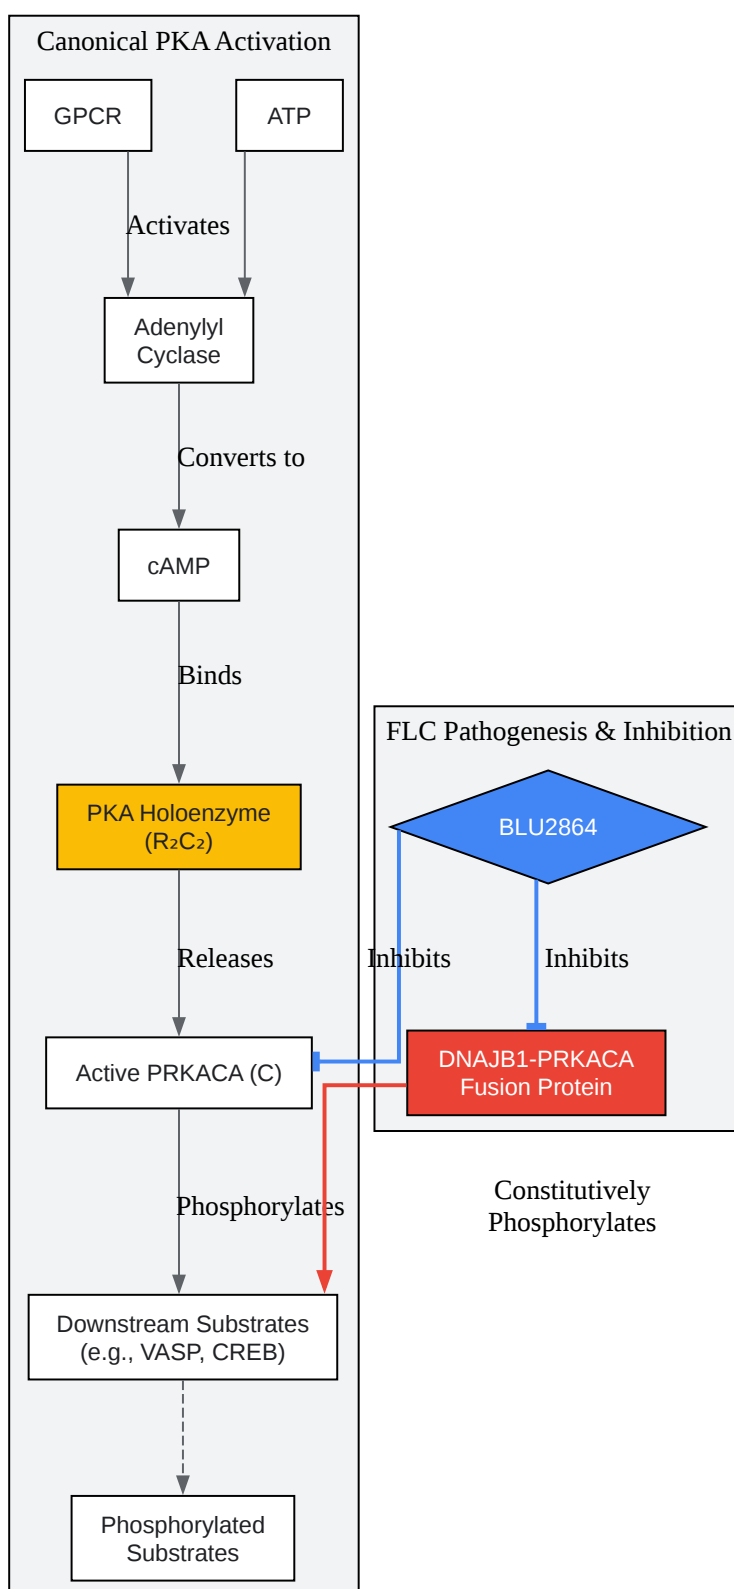 Canonical PKA Activation
GPCR
ATP
Activates
Adenylyl
Cyclase
Converts to
cAMP
Binds
PKA Holoenzyme
(R₂C₂)
Releases
Active PRKACA (C)
Phosphorylates
Downstream Substrates
(e.g., VASP, CREB)
Phosphorylated
Substrates
FLC Pathogenesis & Inhibition
BLU2864
Inhibits
Inhibits
DNAJB1-PRKACA
Fusion Protein
Constitutively
Phosphorylates